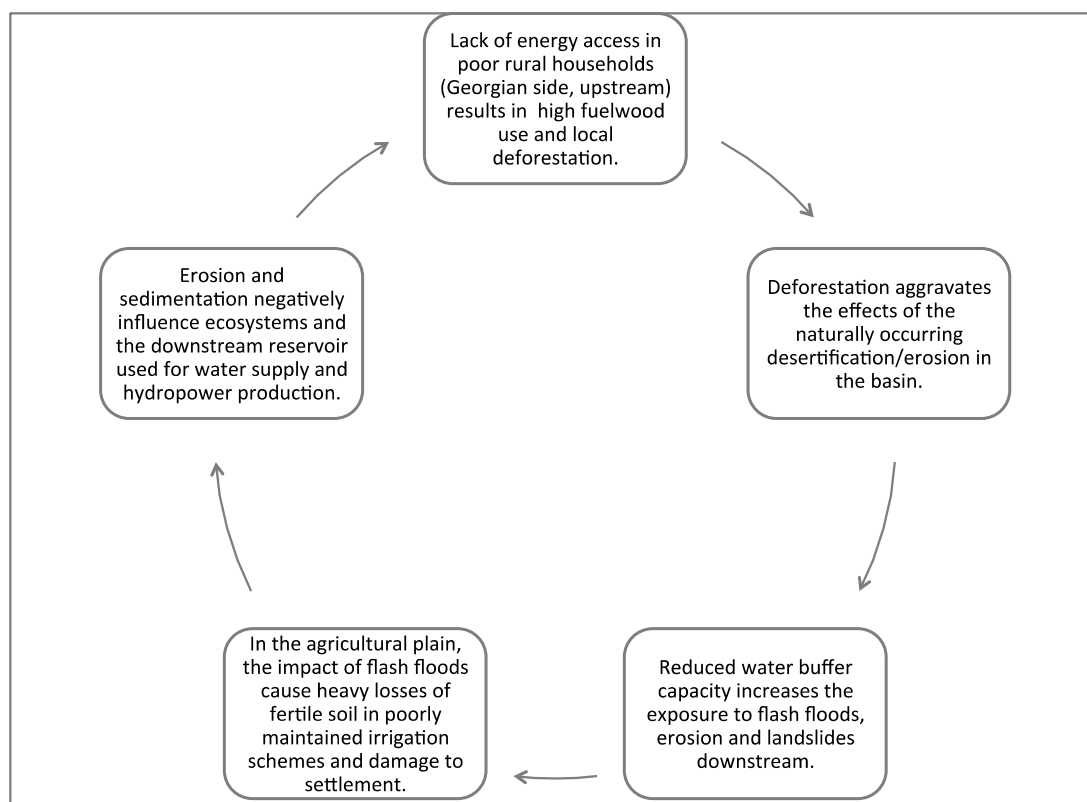 Lack of energy access in
poor rural households
(Georgian side, upstream)
results in  high fuelwood
use and local
deforestation.
Deforestation aggravates
the effects of the
naturally occurring
desertification/erosion in
the basin.
Reduced water buffer
capacity increases the
exposure to flash floods,
erosion and landslides
downstream.
In the agricultural plain,
the impact of flash floods
cause heavy losses of
fertile soil in poorly
maintained irrigation
schemes and damage to
settlement.
Erosion and
sedimentation negatively
influence ecosystems and
the downstream reservoir
used for water supply and
hydropower production.